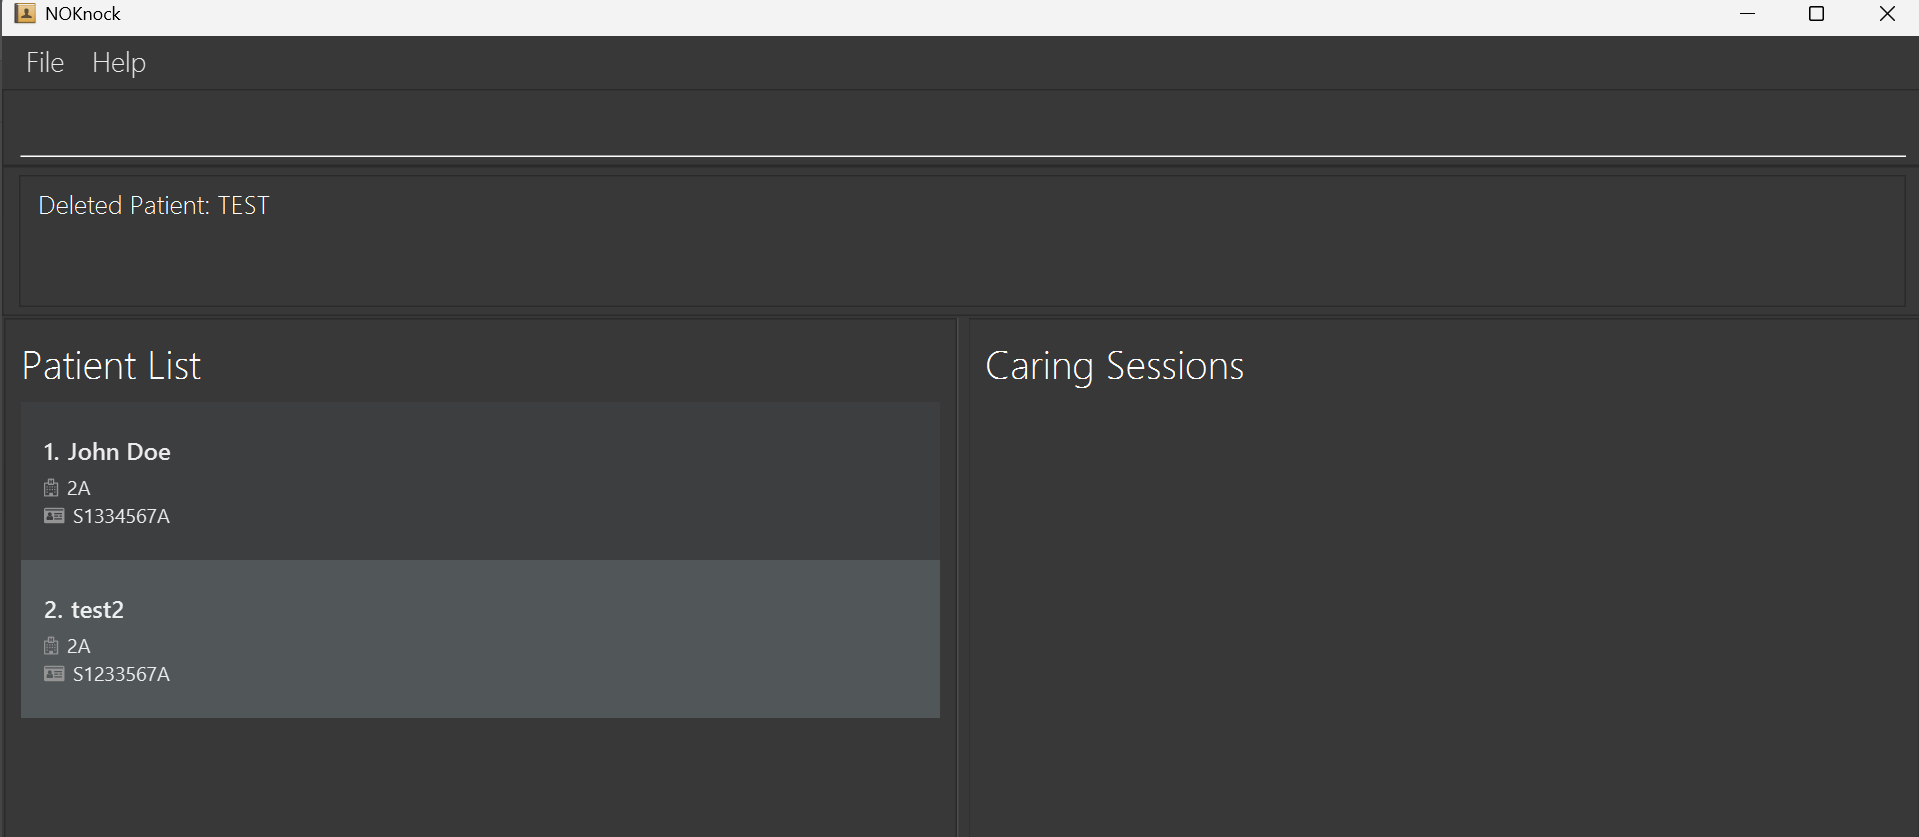 NOKnock
File Help
Deleted Patient: TEST
Patient List
1. John Doe
2A
S1334567A
2. test2
2A
S1233567A
Caring Sessions